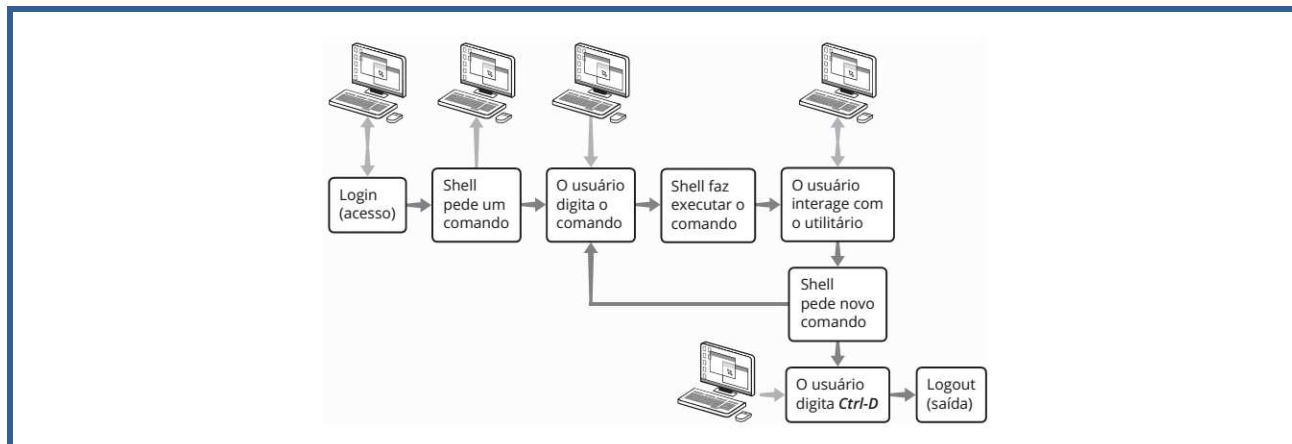 Login
(acesso)
Shell
pede um
comando
O usuário
digita o
comando
Shell faz
executar o
comando
O usuário
interage com
o utilitário
Shell
pede novo
comando
O usuário
digita Ctrl-D
Logout
(saída)